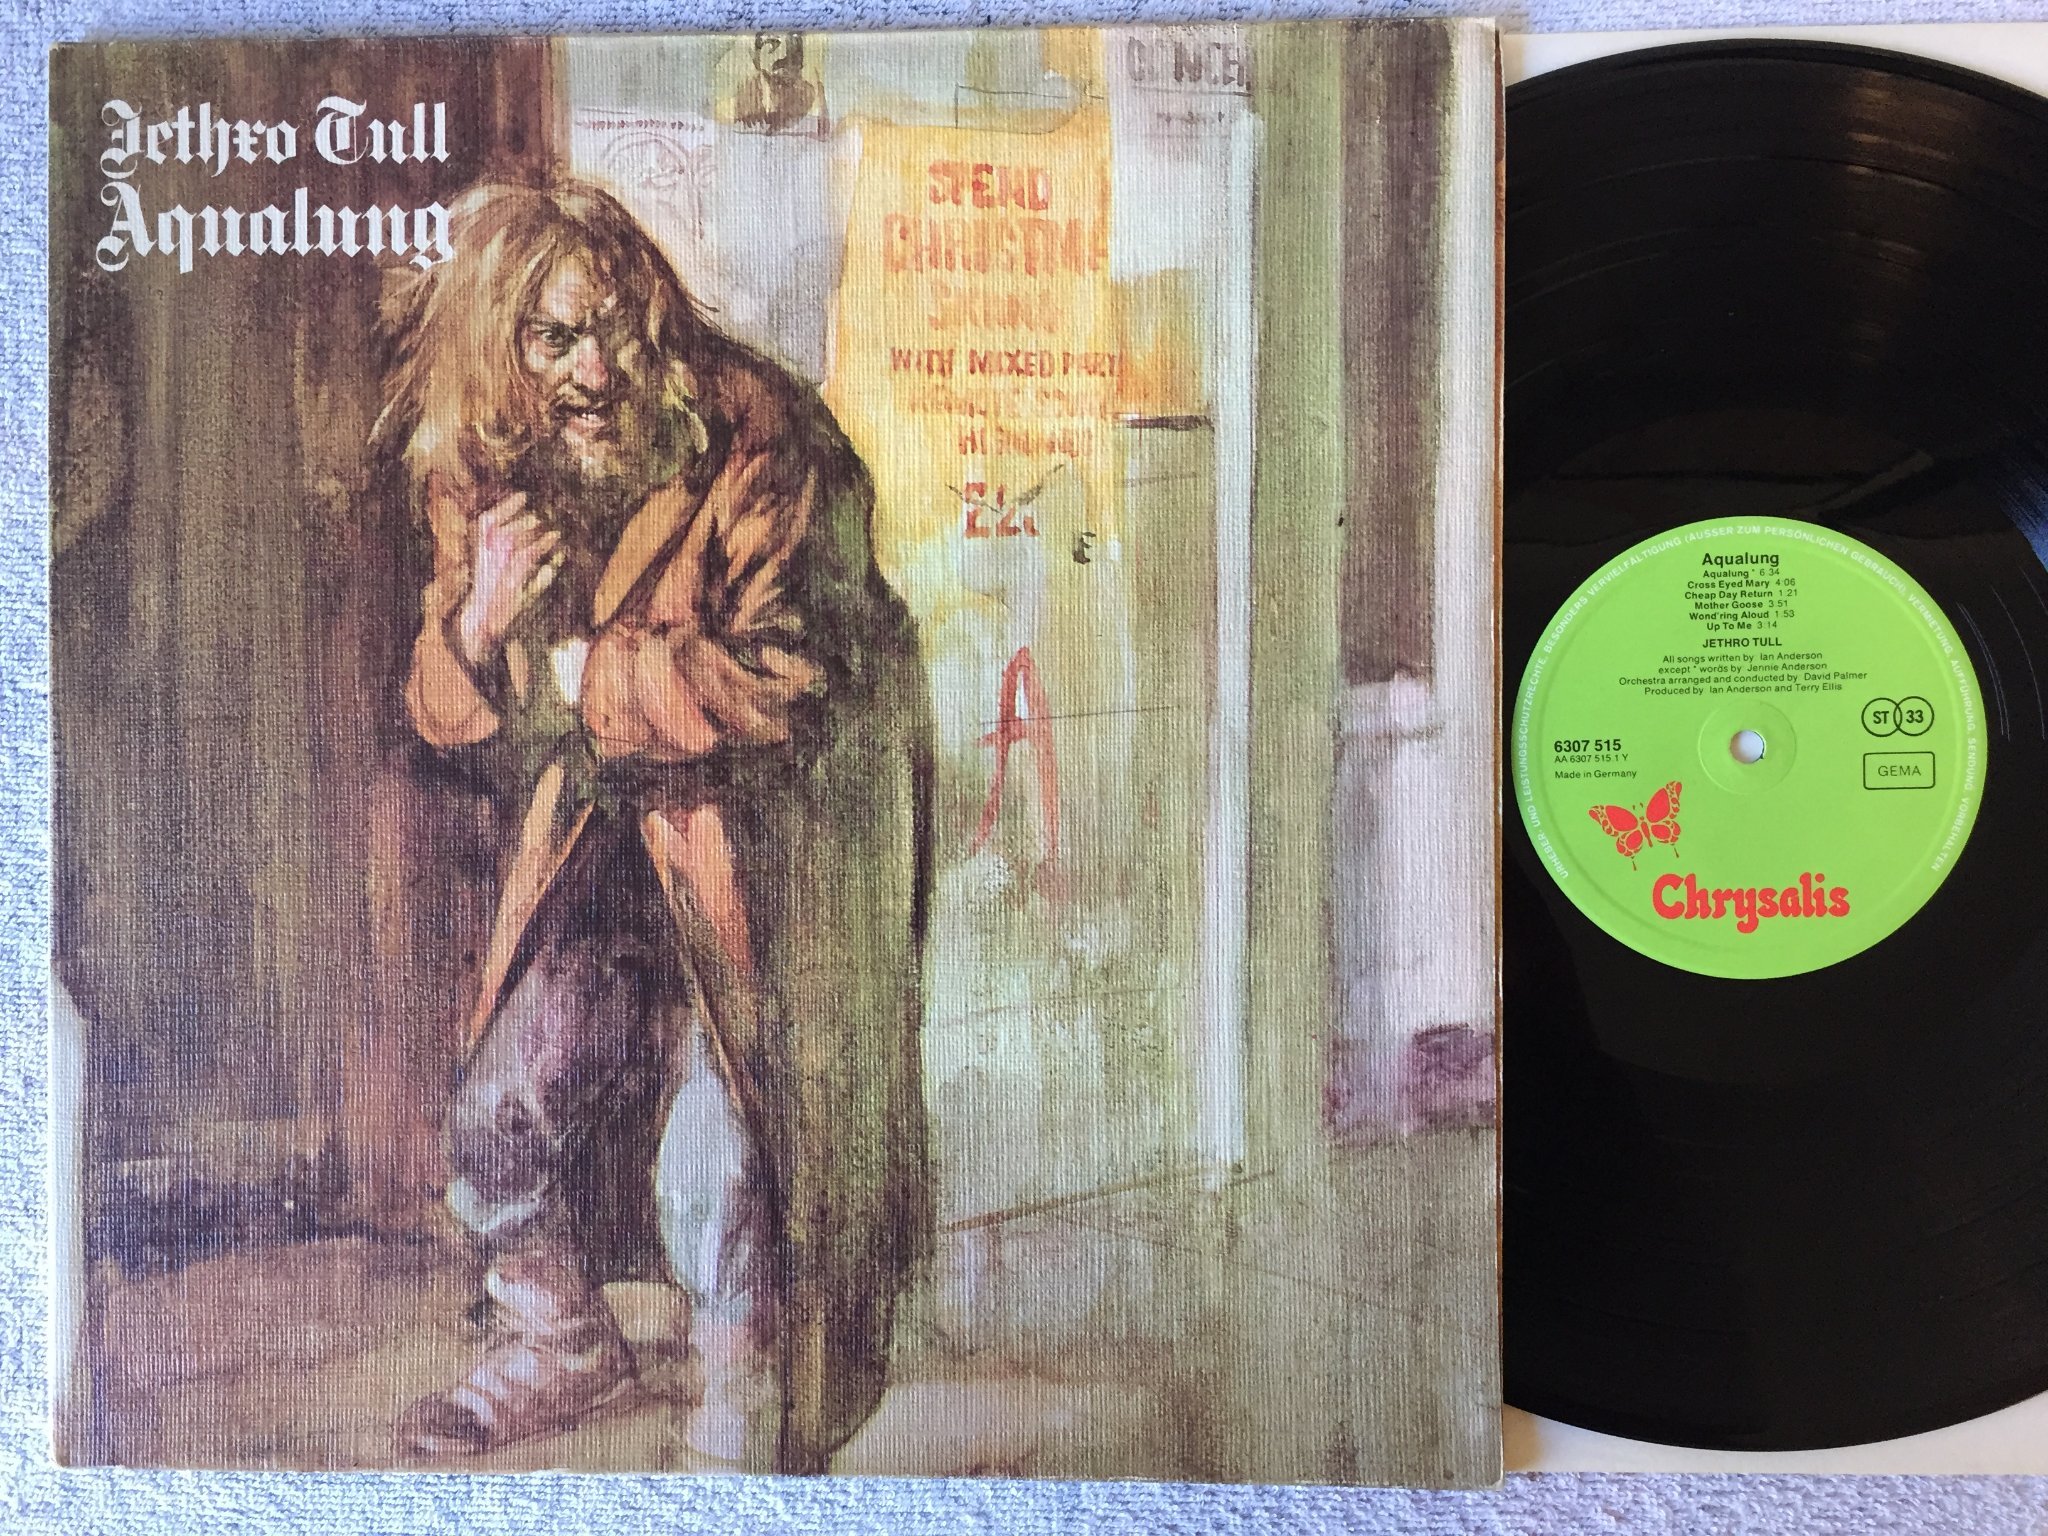 Jethro Tull
Aqualung
SPEND
CHRISTMA
WITH MIXED PARTY
E
A
URHEBER- UND LEISTUNGSSCHUTZRECHTE, BESONDERS VERVIELFÄLTIGUNG (AUSSER ZUM PERSÖNLICHEN GEBRAUCH), VERMIETUNG, AUFFÜHRUNG, SENDUNG, VORBEHALTEN
Aqualung
Aqualung * 6:34
Cross Eyed Mary 4:06
Cheap Day Return 1:21
Mother Goose 3:51
Wond'ring Aloud 1:53
Up To Me 3:14
JETHRO TULL
All songs written by Ian Anderson
except * words by Jennie Anderson
Orchestra arranged and conducted by David Palmer
Produced by Ian Anderson and Terry Ellis
ST 33
6307 515
AA 6307 515 1 Y
Made in Germany
GEMA
Chrysalis